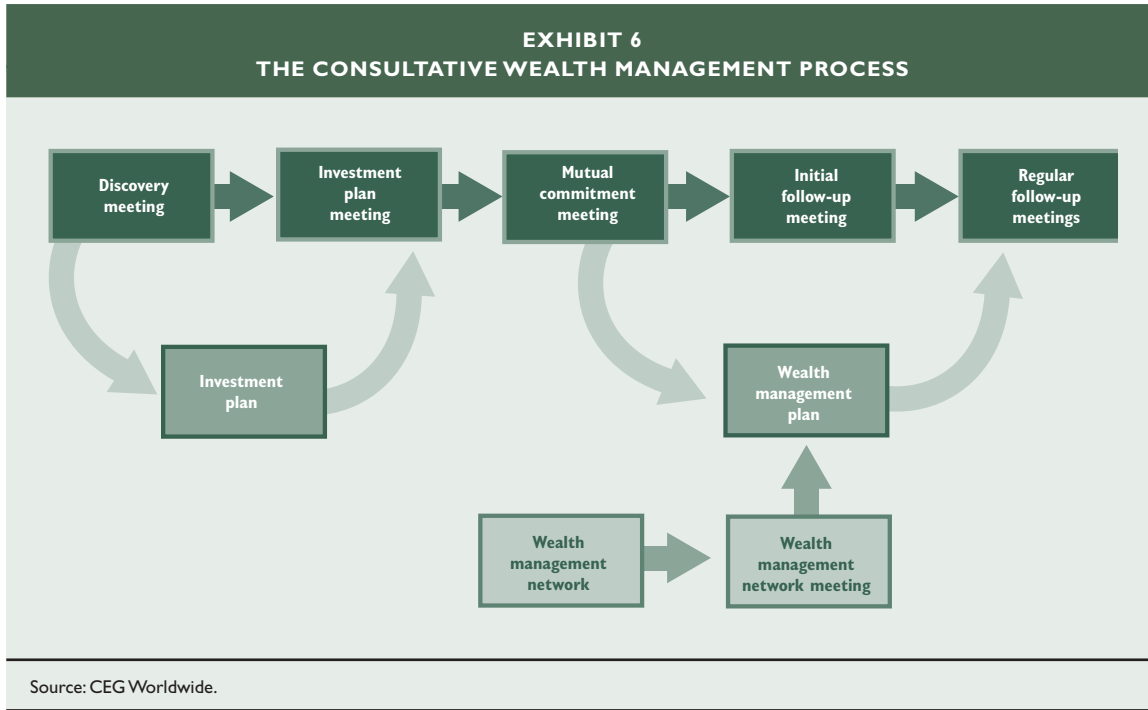 EXHIBIT 6
THE CONSULTATIVE WEALTH MANAGEMENT PROCESS
Discovery
meeting
Investment
plan
meeting
Mutual
commitment
meeting
Initial
follow-up
meeting
Regular
follow-up
meetings
Investment
plan
Wealth
management
plan
Wealth
management
network
Wealth
management
network meeting
Source: CEG Worldwide.